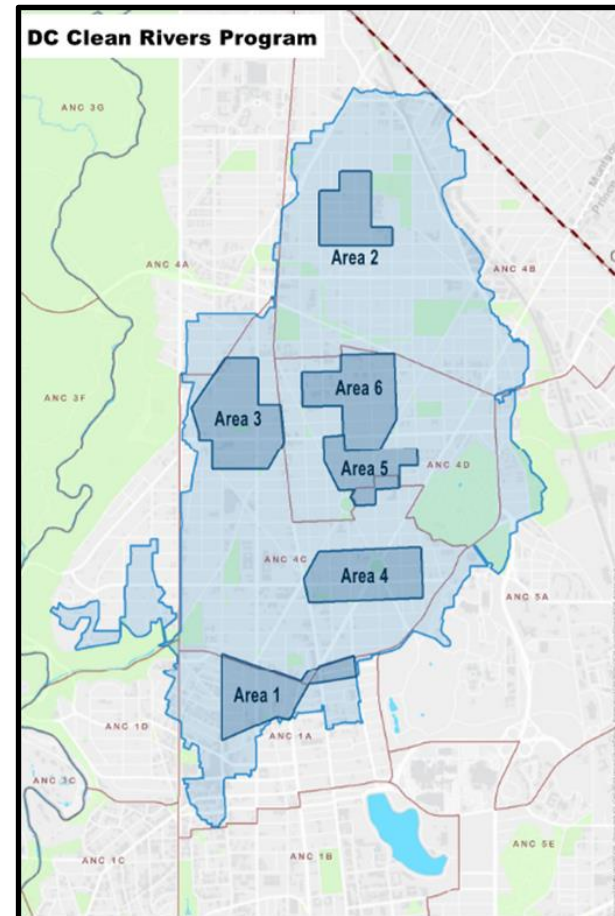 DC Clean Rivers Program
ANC 3G
ANC 4A
ANC 4B
Area 2
ANC 3F
Area 6
Area 3
Area 5
ANC 4D
ANC 4C
Area 4
ANC 5A
Area 1
ANC 1D
ANC 1A
ANC 1C
ANC 1B
ANC 5E